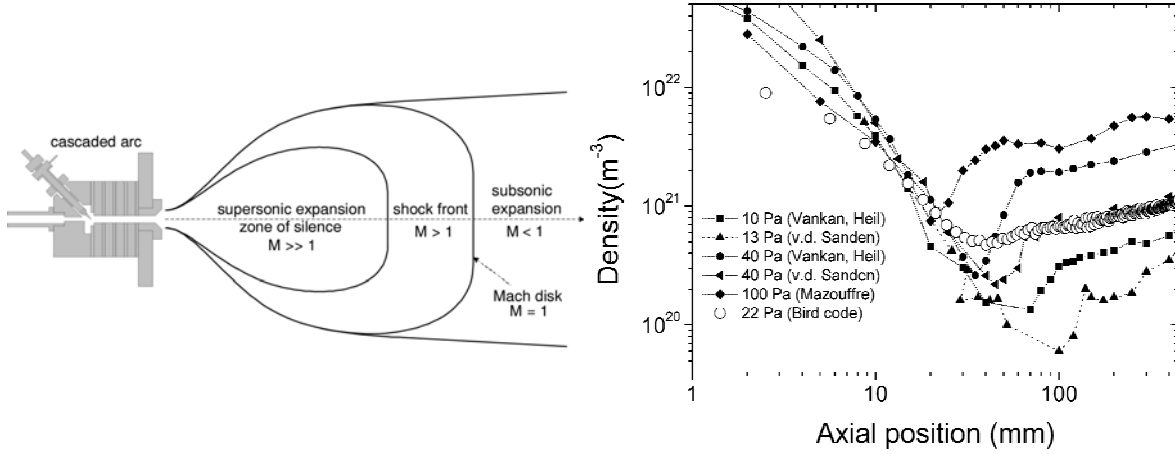 cascaded arc
supersonic expansion
zone of silence
M >> 1
shock front
M > 1
subsonic
expansion
M < 1
Mach disk
M = 1
Density(m⁻³)
10²²
10²¹
10²⁰
10 Pa (Vankan, Heil)
13 Pa (v.d. Sanden)
40 Pa (Vankan, Heil)
40 Pa (v.d. Sanden)
100 Pa (Mazouffre)
22 Pa (Bird code)
1
10
100
Axial position (mm)